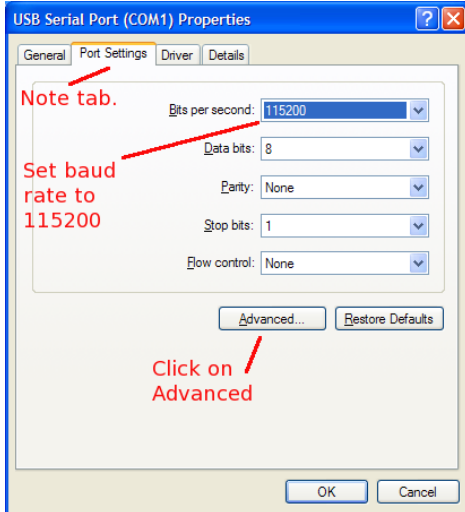 USB Serial Port (COM1) Properties
General Port Settings Driver Details
Note tab.
Bits per second: 115200
Data bits: 8
Set baud
rate to
115200
Parity: None
Stop bits: 1
Flow control: None
Advanced... Restore Defaults
Click on
Advanced
OK Cancel